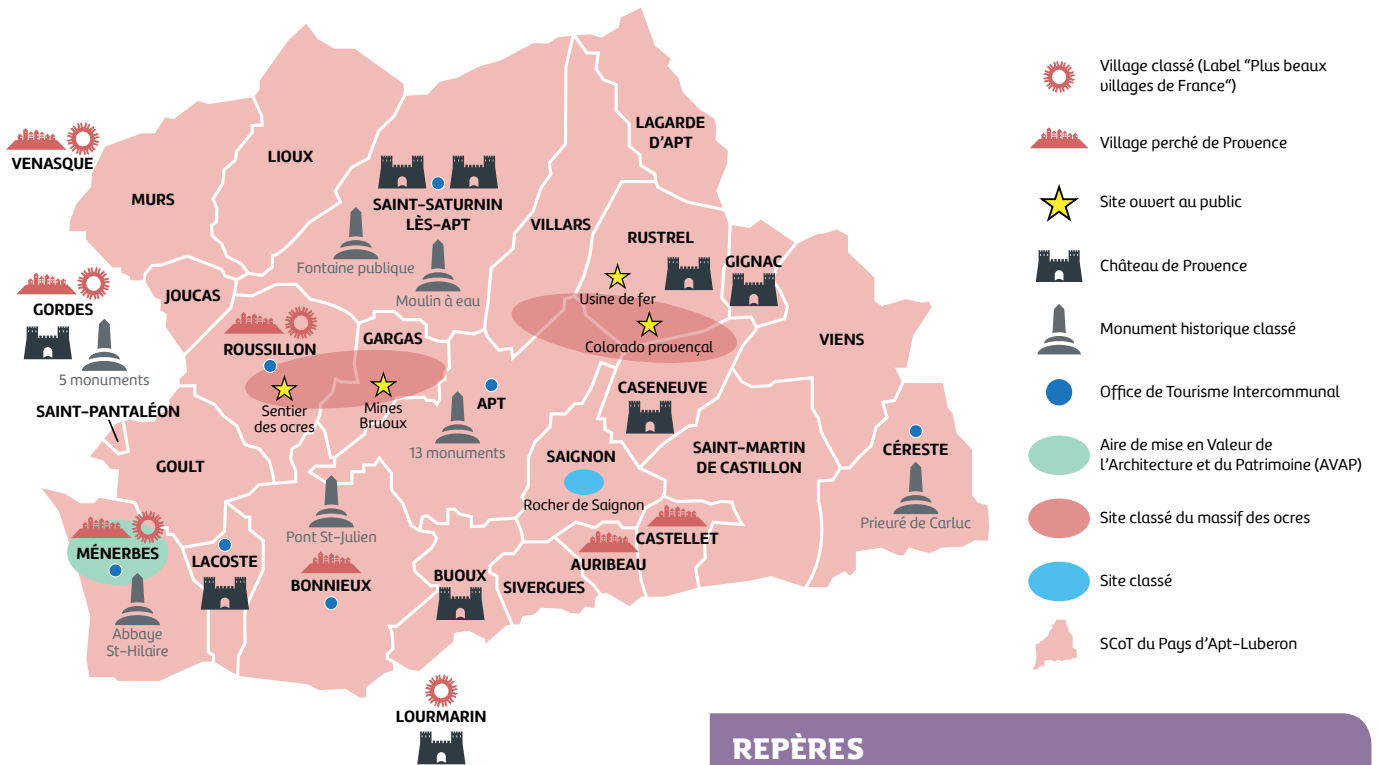 VENASQUE
MURS
LIOUX
LAGARDE
D'APT
SAINT-SATURNIN
LÈS-APT
Fontaine publique
Moulin à eau
VILLARS
RUSTREL
GIGNAC
Usine de fer
Colorado provençal
GORDES
5 monuments
JOUCAS
ROUSSILLON
GARGAS
Sentier
des ocres
Mines
Bruoux
APT
13 monuments
CASENEUVE
VIENS
SAINT-PANTALÉON
GOULT
SAIGNON
Rocher de Saignon
SAINT-MARTIN
DE CASTILLON
CÉRESTE
Prieuré de Carluc
MÉNERBES
Abbaye
St-Hilaire
LACOSTE
Pont St-Julien
BONNIEUX
BUOUX
SIVERGUES
AURIBEAU
CASTELLET
LOURMARIN
Village classé (Label “Plus beaux
villages de France“)
Village perché de Provence
Site ouvert au public
Château de Provence
Monument historique classé
Office de Tourisme Intercommunal
Aire de mise en Valeur de
l'Architecture et du Patrimoine (AVAP)
Site classé du massif des ocres
Site classé
SCoT du Pays d'Apt-Luberon
REPÈRES